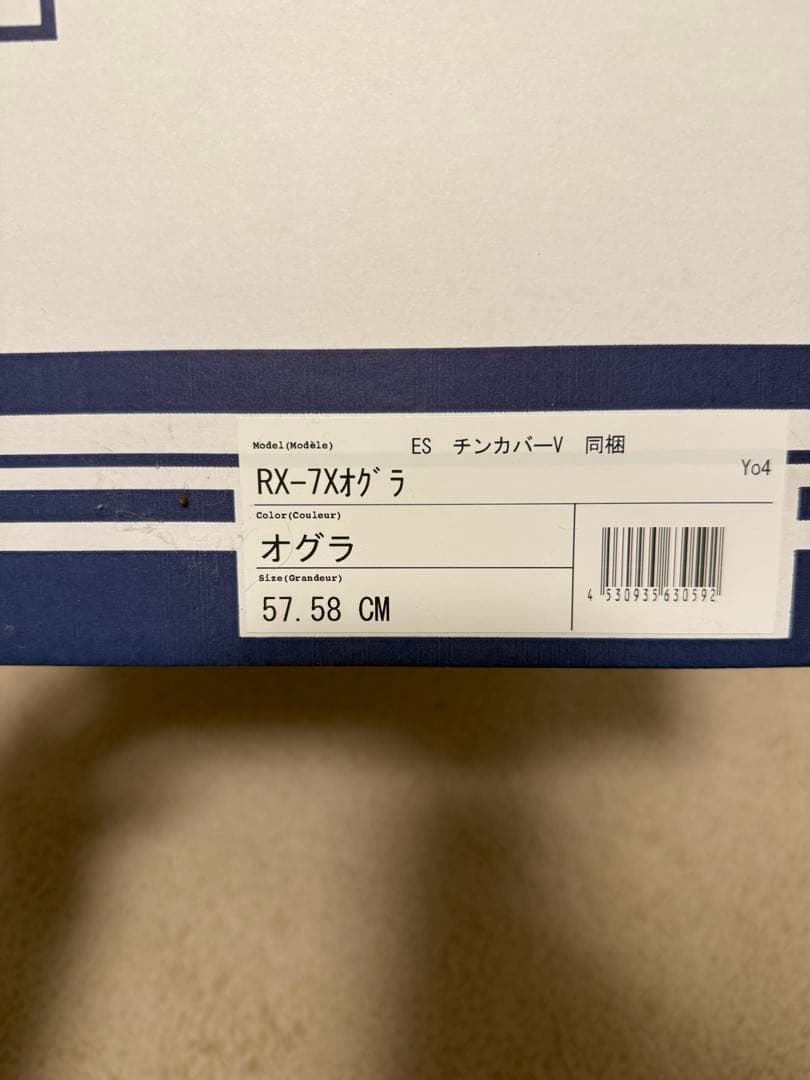 Model(Modèle)
ES チンカバーV 同梱
Yo4
RX-7Xｵｸﾞﾗ
Color(Couleur)
オグラ
Size(Grandeur)
57.58 CM
4 530935 630592